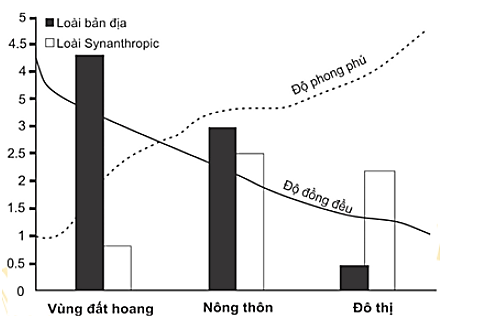 5
4.5
4
5
3
2.5
2
1.5
1
0.5
0
Loài bản địa
Loài Synanthropic
Độ phong phú
Độ đồng đều
Vùng đất hoang
Nông thôn
Đô thị